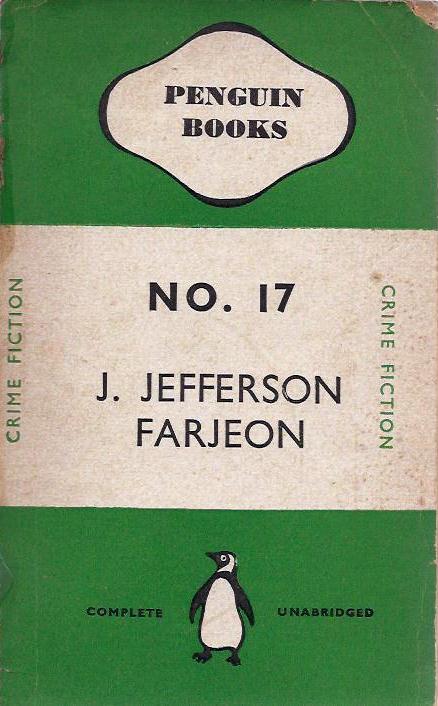 PENGUIN
BOOKS
NO. 17
CRIME FICTION
CRIME FICTION
J. JEFFERSON
FARJEON
COMPLETE
UNABRIDGED